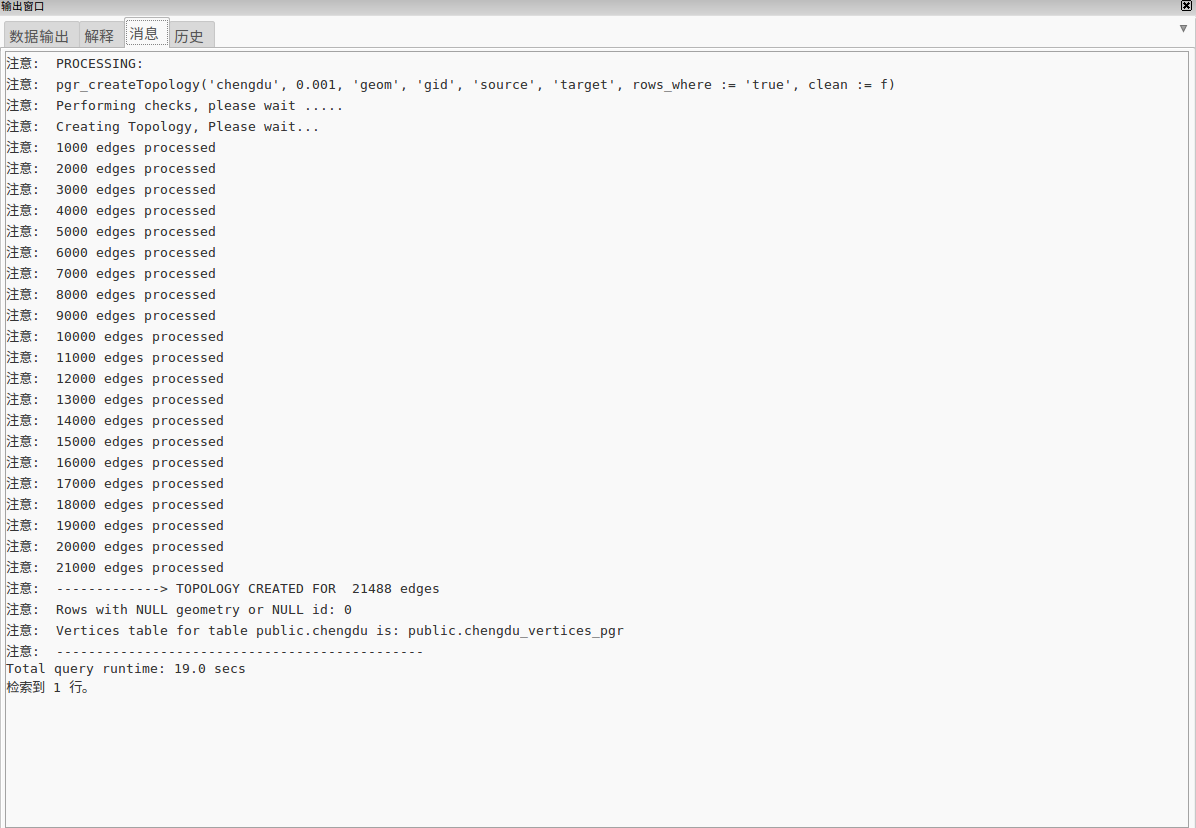 输出窗口
数据输出 解释 消息 历史
注意:  PROCESSING:
注意:  pgr_createTopology('chengdu', 0.001, 'geom', 'gid', 'source', 'target', rows_where := 'true', clean := f)
注意:  Performing checks, please wait .....
注意:  Creating Topology, Please wait...
注意:  1000 edges processed
注意:  2000 edges processed
注意:  3000 edges processed
注意:  4000 edges processed
注意:  5000 edges processed
注意:  6000 edges processed
注意:  7000 edges processed
注意:  8000 edges processed
注意:  9000 edges processed
注意:  10000 edges processed
注意:  11000 edges processed
注意:  12000 edges processed
注意:  13000 edges processed
注意:  14000 edges processed
注意:  15000 edges processed
注意:  16000 edges processed
注意:  17000 edges processed
注意:  18000 edges processed
注意:  19000 edges processed
注意:  20000 edges processed
注意:  21000 edges processed
注意:  -------------> TOPOLOGY CREATED FOR  21488 edges
注意:  Rows with NULL geometry or NULL id: 0
注意:  Vertices table for table public.chengdu is: public.chengdu_vertices_pgr
注意:  ----------------------------------------------
Total query runtime: 19.0 secs
检索到 1 行。